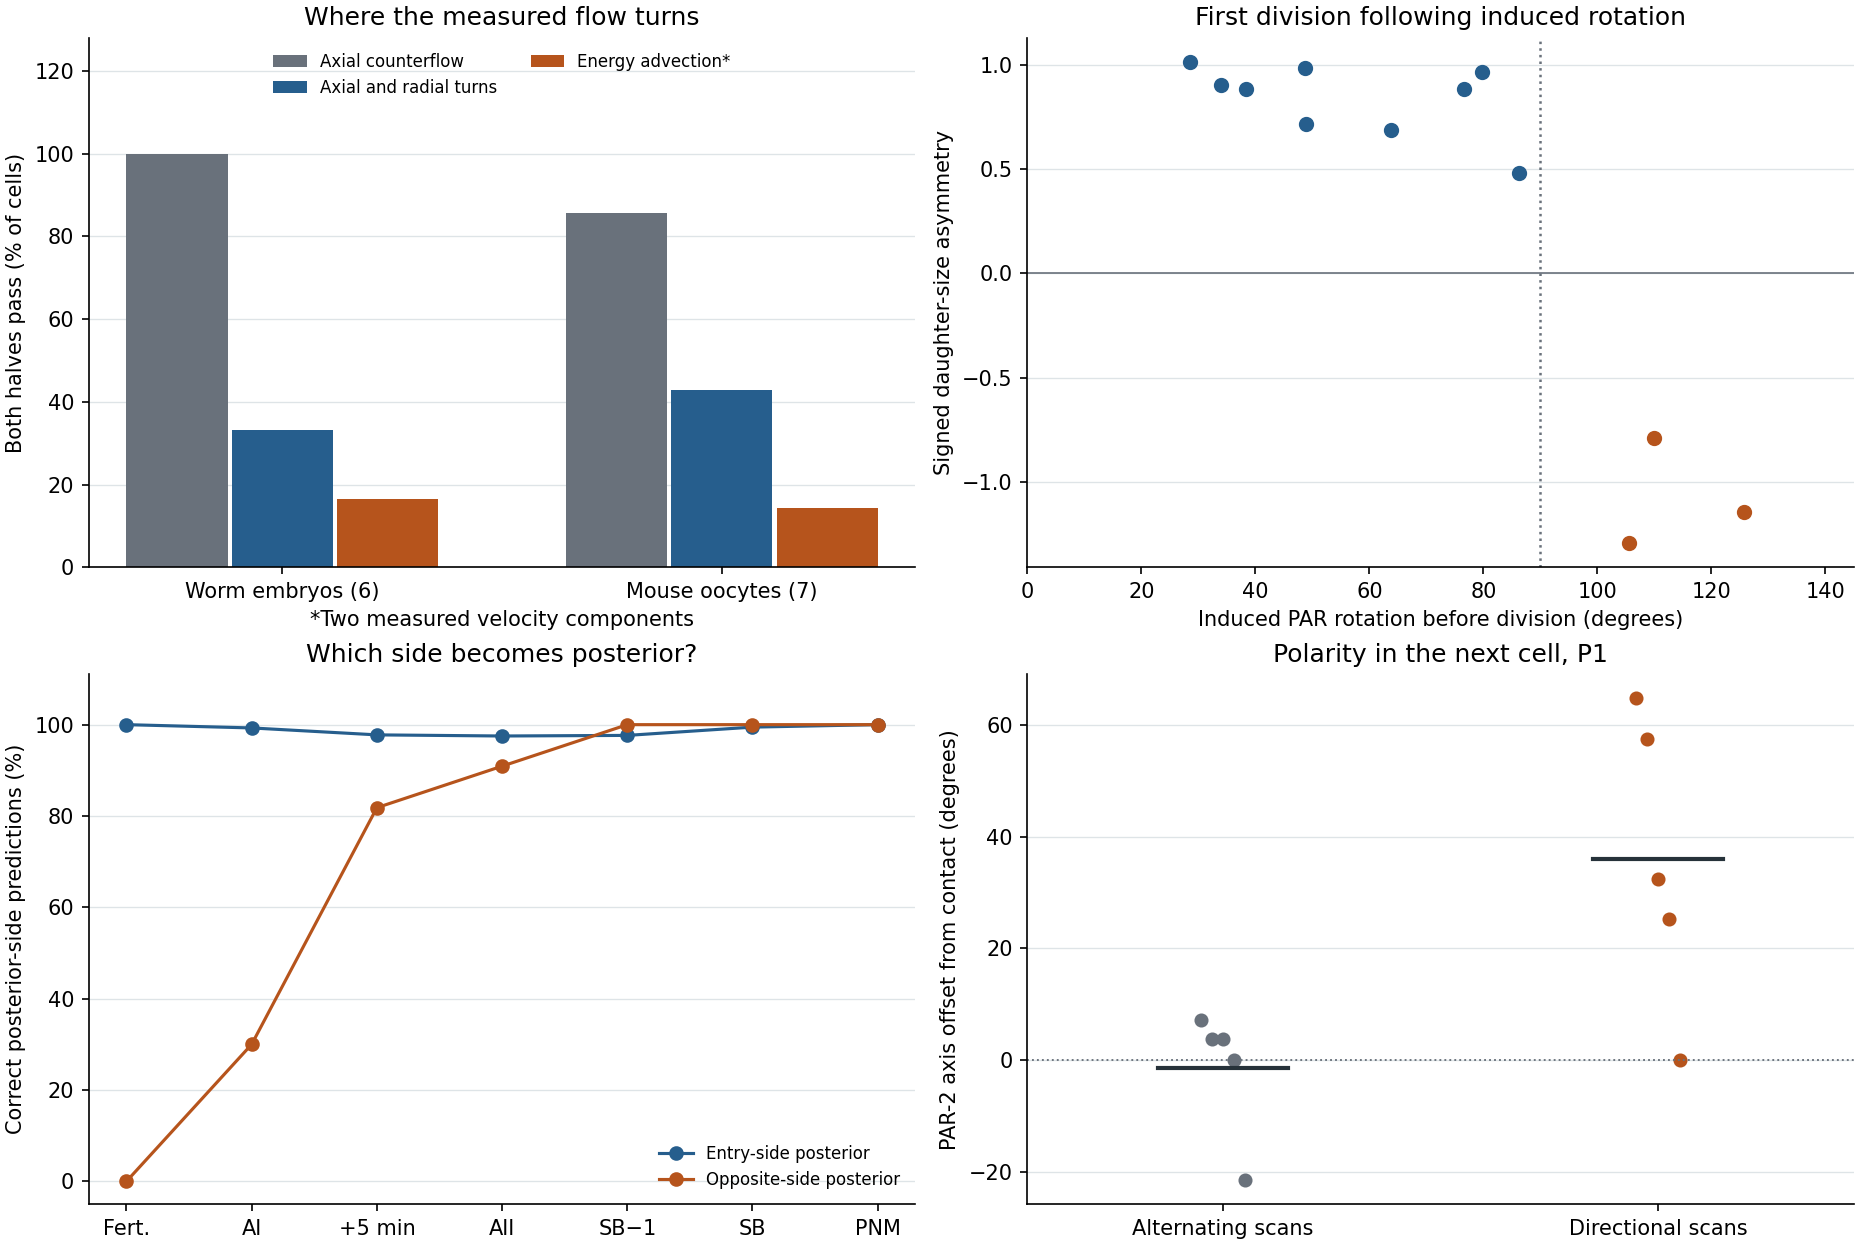 Where the measured flow turns
Axial counterflow
Axial and radial turns
Energy advection*
Both halves pass (% of cells)
120
100
80
60
40
20
0
Worm embryos (6)
Mouse oocytes (7)
*Two measured velocity components
First division following induced rotation
Signed daughter-size asymmetry
1.0
0.5
0.0
−0.5
−1.0
0
20
40
60
80
100
120
140
Induced PAR rotation before division (degrees)
Which side becomes posterior?
Correct posterior-side predictions (%)
100
80
60
40
20
0
Entry-side posterior
Opposite-side posterior
Fert.
AI
+5 min
AII
SB−1
SB
PNM
Polarity in the next cell, P1
PAR-2 axis offset from contact (degrees)
60
40
20
0
−20
Alternating scans
Directional scans